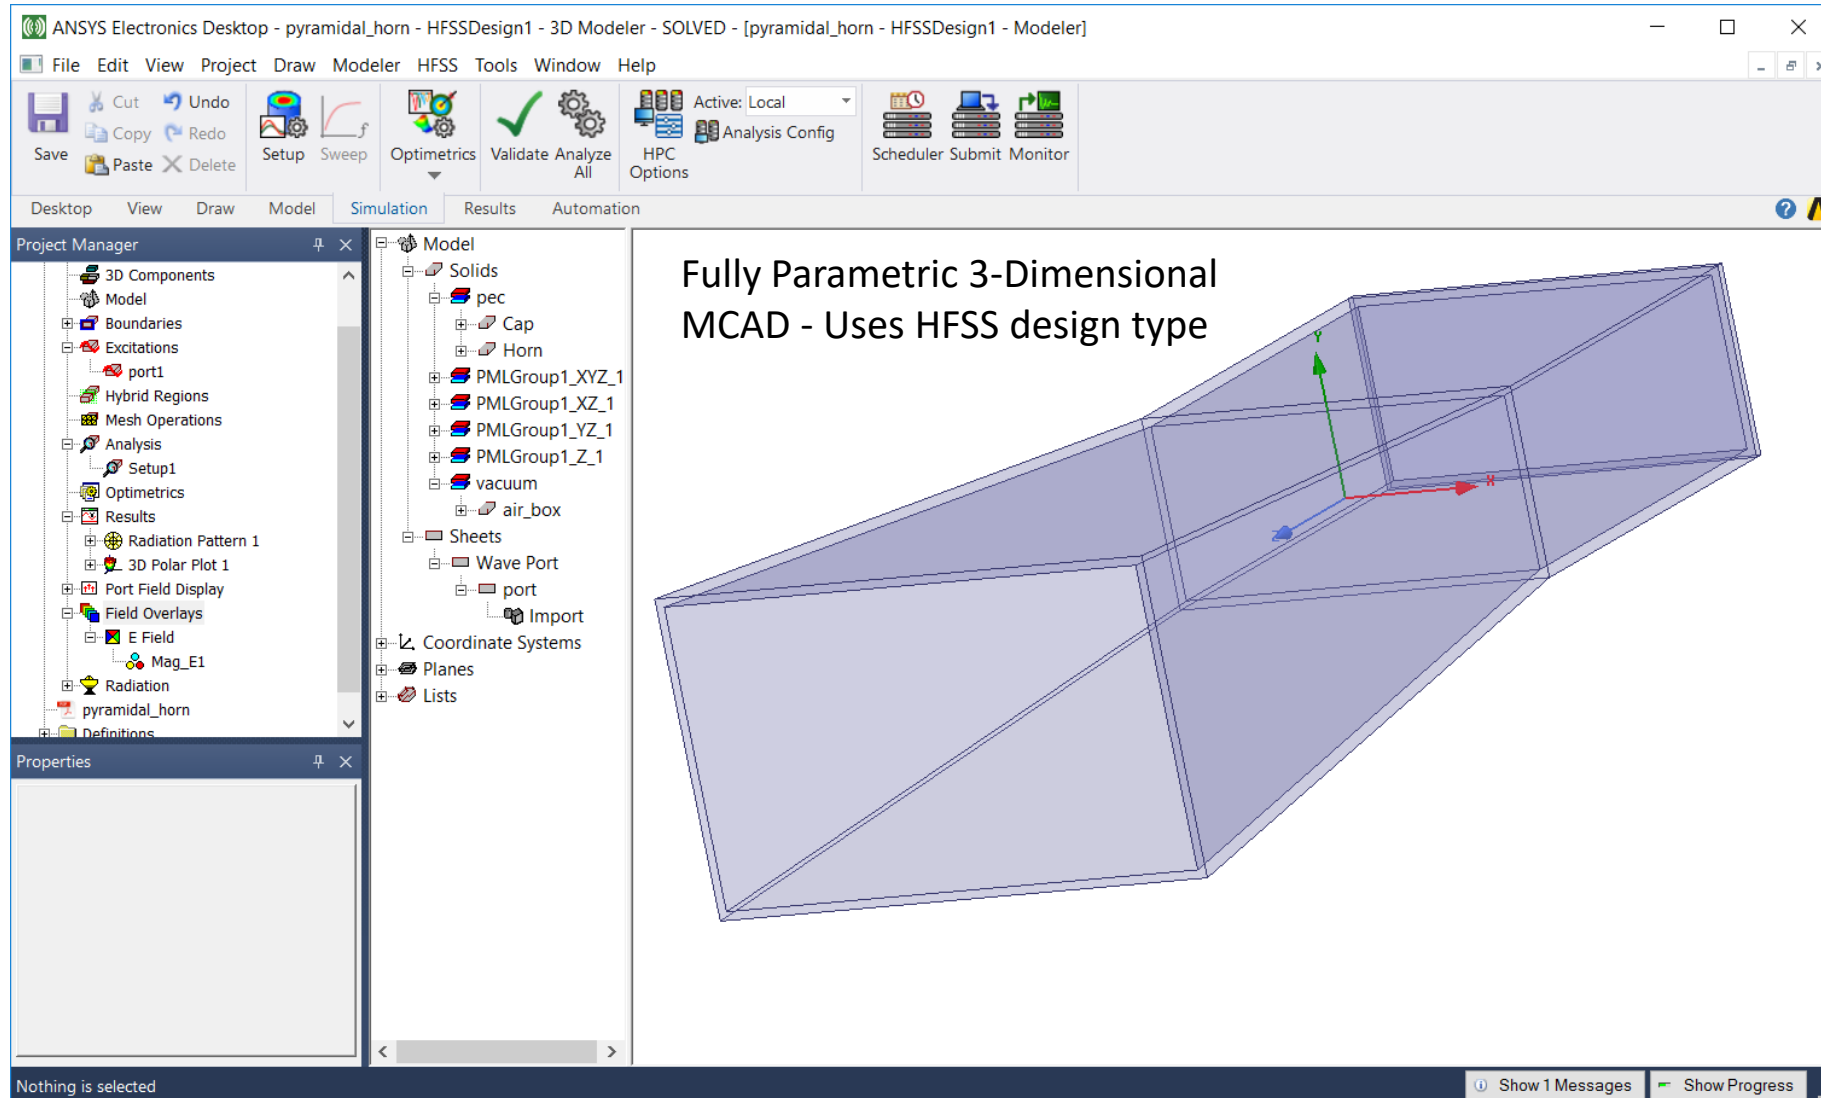 ANSYS Electronics Desktop - pyramidal_horn - HFSSDesign1 - 3D Modeler - SOLVED - [pyramidal_horn - HFSSDesign1 - Modeler]
File Edit View Project Draw Modeler HFSS Tools Window Help
Save
Cut
Copy
Paste
Undo
Redo
Delete
Setup
Sweep
Optimetrics
Validate
Analyze
All
HPC
Options
Active: Local
Analysis Config
Scheduler
Submit
Monitor
Desktop View Draw Model Simulation Results Automation
Project Manager
3D Components
Model
Boundaries
Excitations
port1
Hybrid Regions
Mesh Operations
Analysis
Setup1
Optimetrics
Results
Radiation Pattern 1
3D Polar Plot 1
Port Field Display
Field Overlays
E Field
Mag_E1
Radiation
pyramidal_horn
Definitions
Properties
Model
Solids
pec
Cap
Horn
PMLGroup1_XYZ_1
PMLGroup1_XZ_1
PMLGroup1_YZ_1
PMLGroup1_Z_1
vacuum
air_box
Sheets
Wave Port
port
Import
Coordinate Systems
Planes
Lists
Fully Parametric 3-Dimensional
MCAD - Uses HFSS design type
Y
X
Z
Nothing is selected
Show 1 Messages
Show Progress